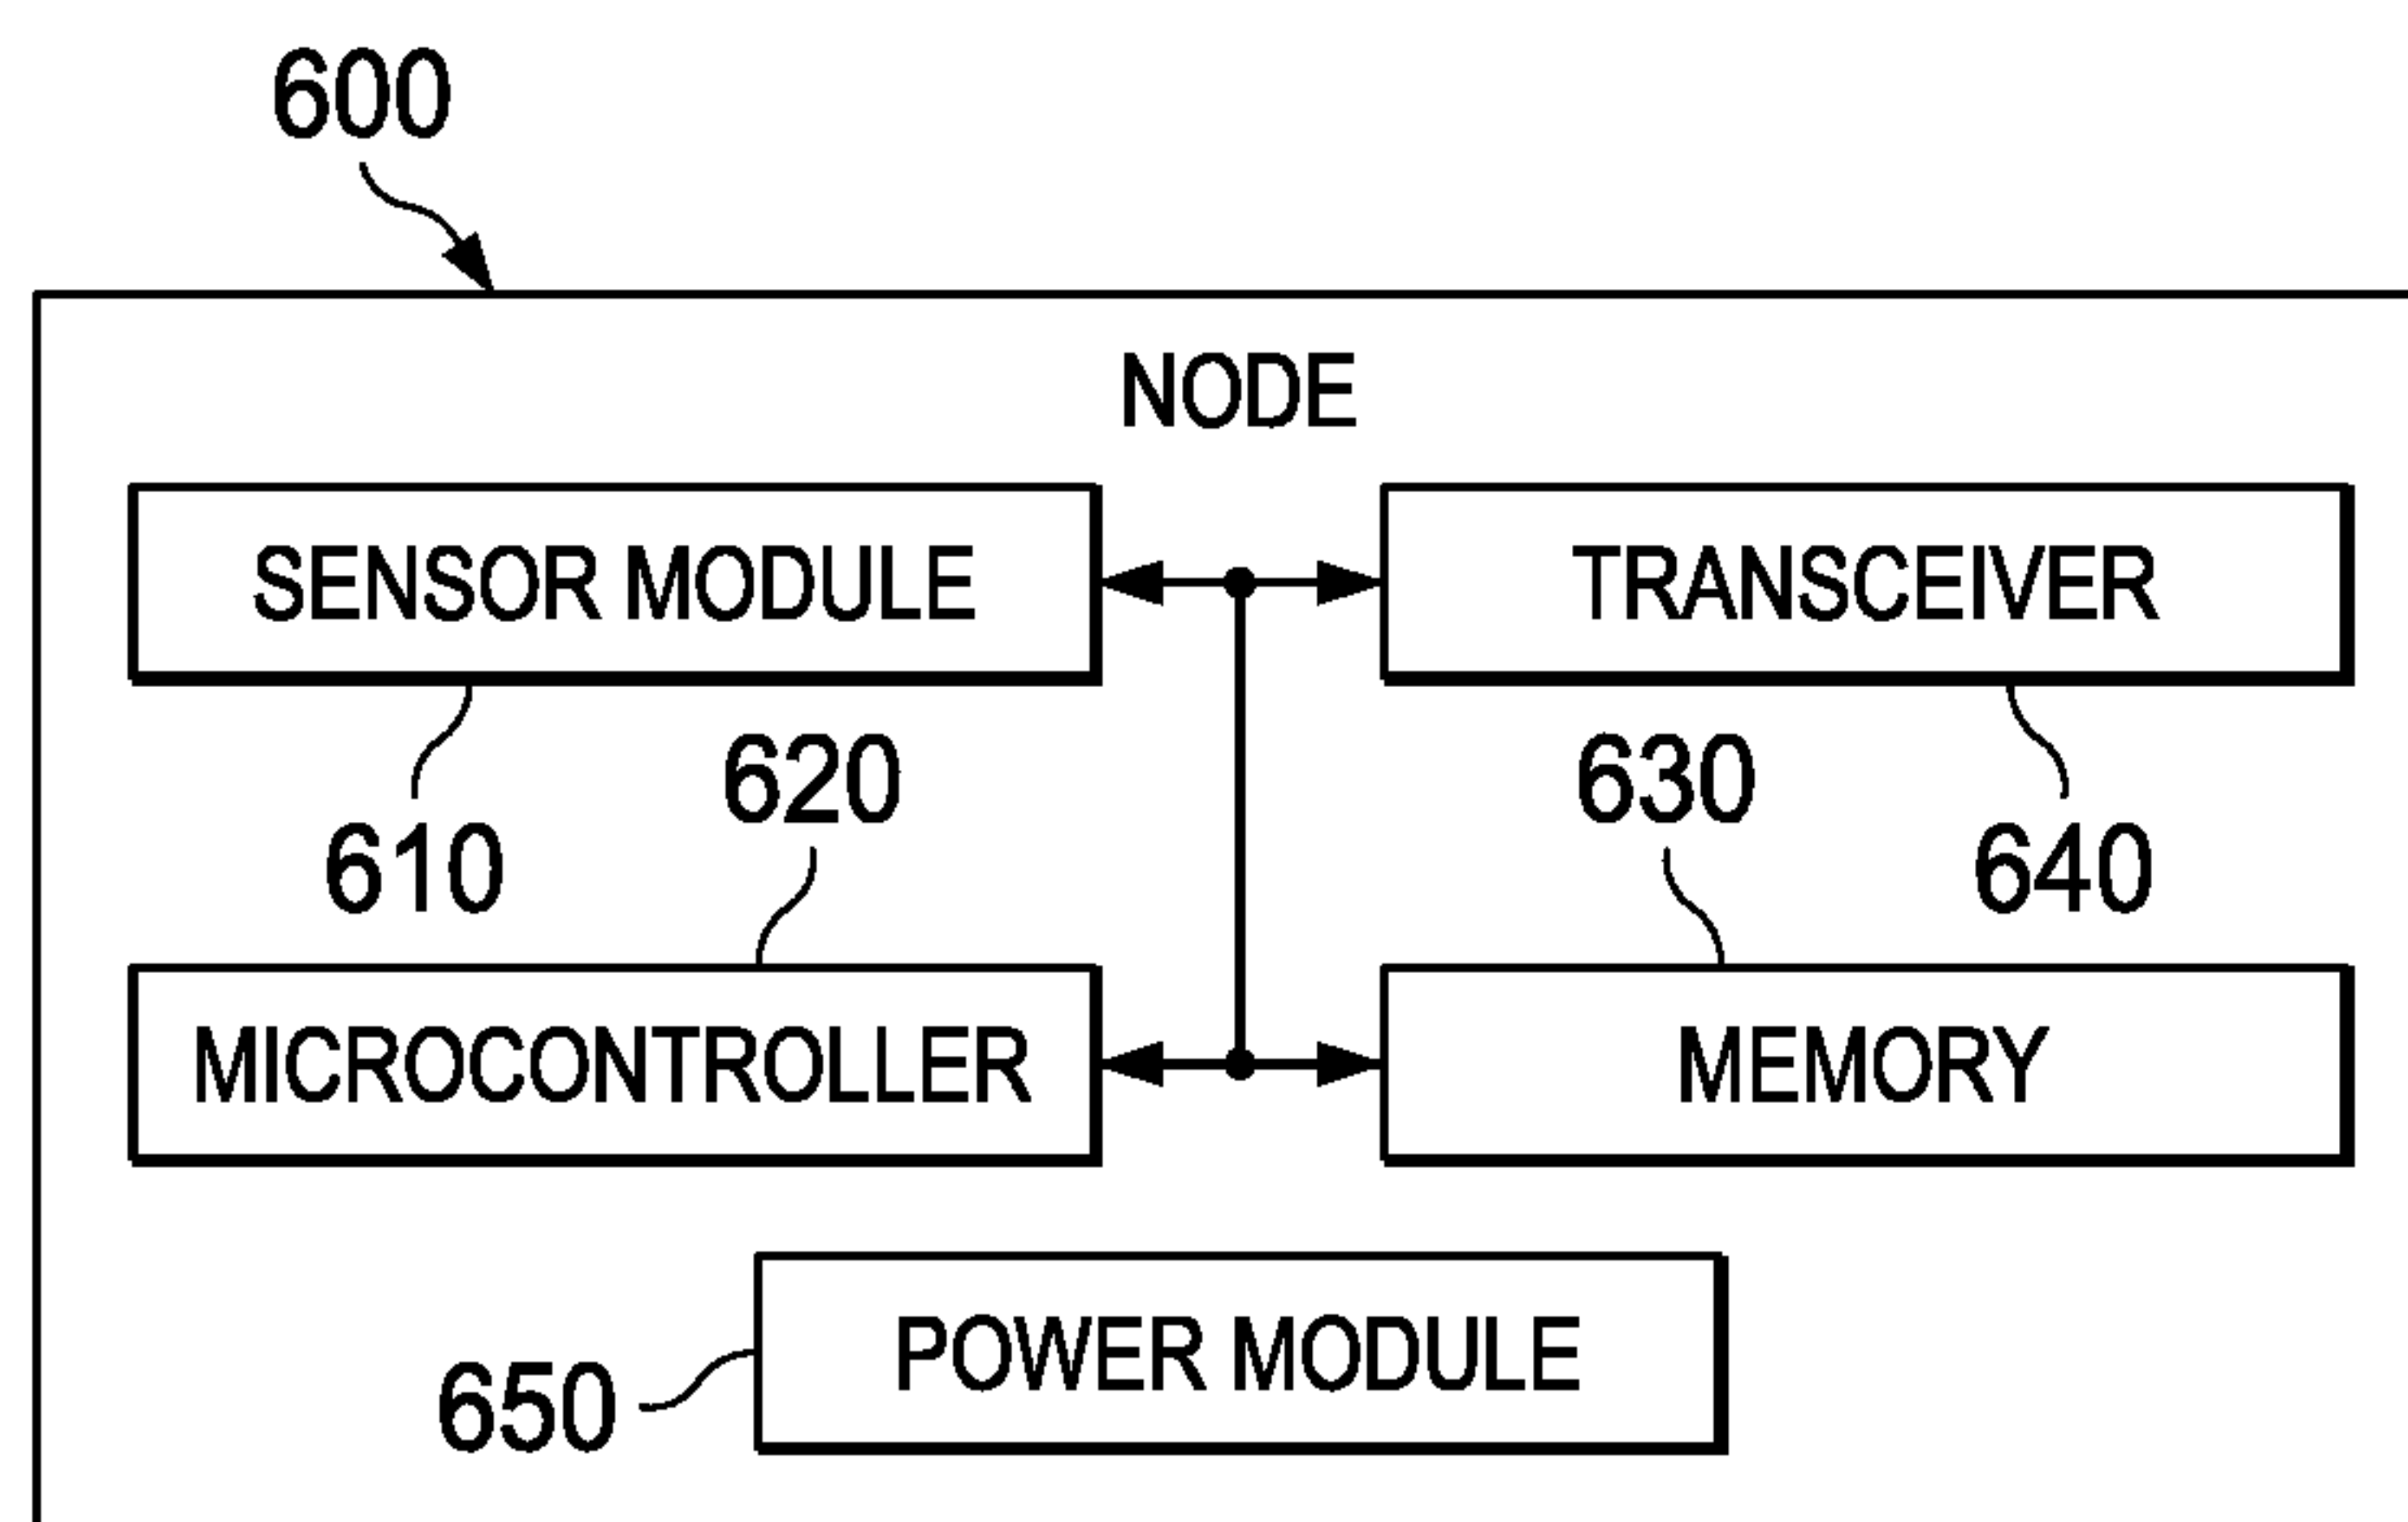 600
NODE
SENSOR MODULE
TRANSCEIVER
620
630
610
640
MICROCONTROLLER
MEMORY
POWER MODULE
650